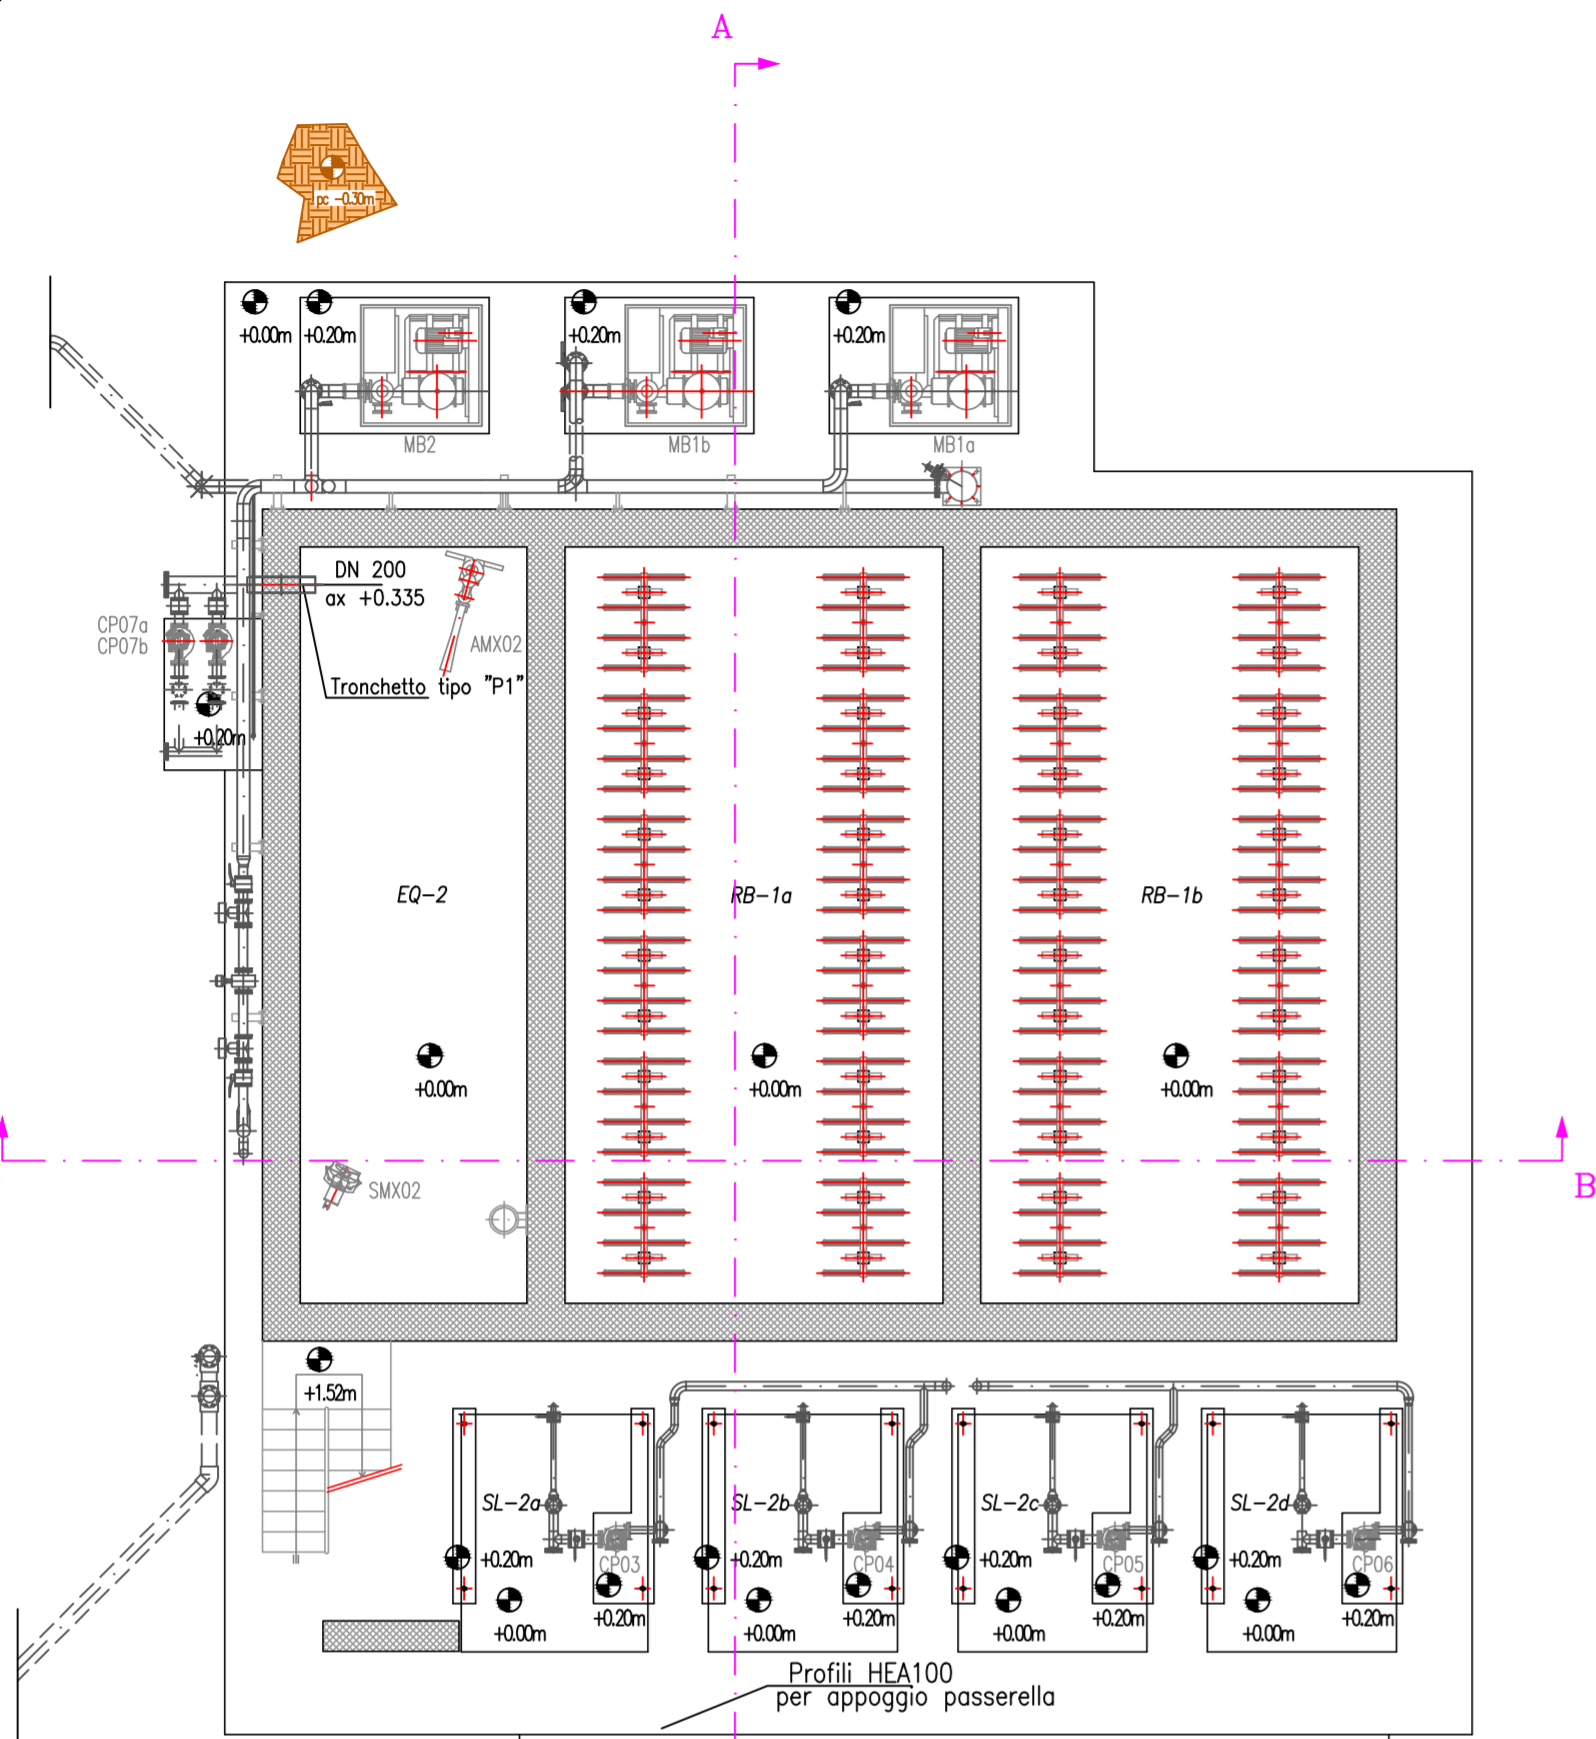 A
pc -0.30m
+0.00m
+0.20m
+0.20m
+0.20m
MB2
MB1b
MB1a
DN 200
ax +0.335
CP07a
CP07b
AMX02
Tronchetto tipo "P1"
+0.20m
EQ-2
RB-1a
RB-1b
+0.00m
+0.00m
+0.00m
SMX02
B
+1.52m
SL-2a
SL-2b
SL-2c
SL-2d
+0.20m
CP03
+0.20m
CP04
+0.20m
CP05
+0.20m
CP06
+0.00m
+0.20m
+0.00m
+0.20m
+0.00m
+0.20m
+0.00m
+0.20m
Profili HEA100
per appoggio passerella